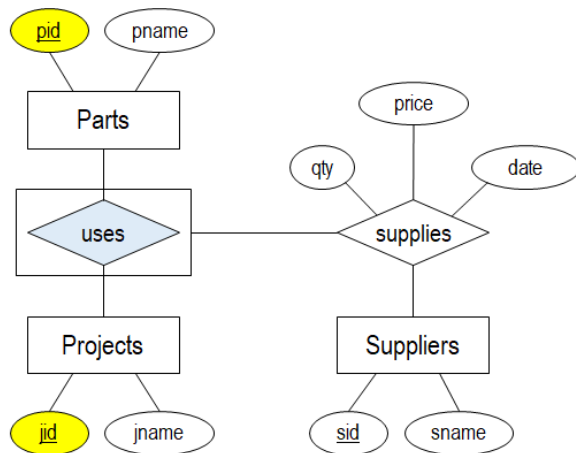 pid
pname
Parts
price
qty
date
uses
supplies
Projects
Suppliers
jid
jname
sid
sname